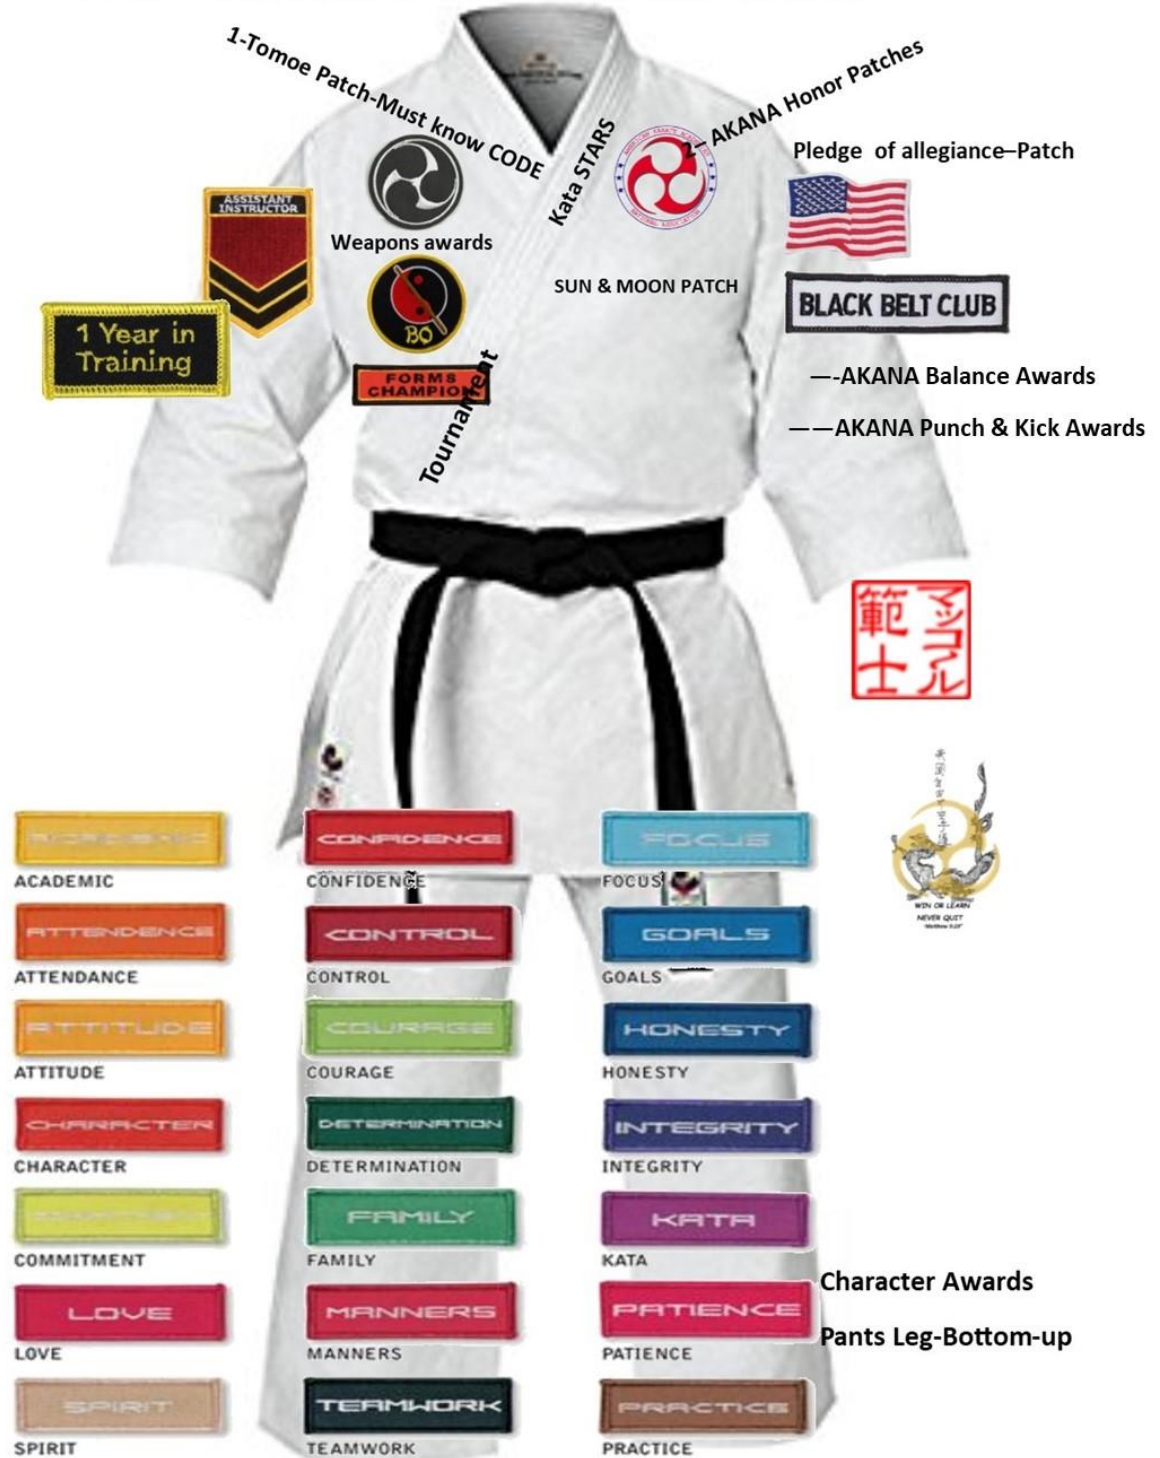 1-Tomoe Patch-Must know CODE
Kata STARS
2– AKANA Honor Patches
Pledge of allegiance–Patch
ASSISTANT
INSTRUCTOR
Weapons awards
SUN & MOON PATCH
BO
BLACK BELT CLUB
1 Year in
Training
FORMS
CHAMPION
Tournament
—-AKANA Balance Awards
——AKANA Punch & Kick Awards
マッコール
範士
WIN OR LEARN
NEVER QUIT
ACADEMIC
CONFIDENCE
CONFIDENCE
FOCUS
FOCUS
ATTENDENCE
ATTENDANCE
CONTROL
CONTROL
GOALS
GOALS
ATTITUDE
ATTITUDE
COURAGE
COURAGE
HONESTY
HONESTY
CHARACTER
CHARACTER
DETERMINATION
DETERMINATION
INTEGRITY
INTEGRITY
COMMITMENT
FAMILY
FAMILY
KATA
KATA
Character Awards
LOVE
LOVE
MANNERS
MANNERS
PATIENCE
PATIENCE
Pants Leg-Bottom-up
SPIRIT
SPIRIT
TEAMWORK
TEAMWORK
PRACTICE
PRACTICE